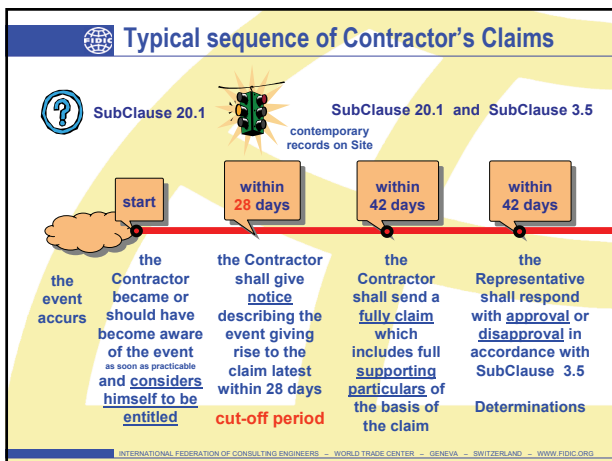 FIDIC
Typical sequence of Contractor's Claims
?
SubClause 20.1
contemporary
records on Site
SubClause 20.1 and SubClause 3.5
start
within
28 days
within
42 days
within
42 days
the
event
accurs
the
Contractor
became or
should have
become aware
of the event
as soon as practicable
and considers
himself to be
entitled
the Contractor
shall give
notice
describing the
event giving
rise to the
claim latest
within 28 days
cut-off period
the
Contractor
shall send a
fully claim
which
includes full
supporting
particulars of
the basis of
the claim
the
Representative
shall respond
with approval or
disapproval in
accordance with
SubClause 3.5
Determinations
INTERNATIONAL FEDERATION OF CONSULTING ENGINEERS – WORLD TRADE CENTER – GENEVA – SWITZERLAND – WWW.FIDIC.ORG